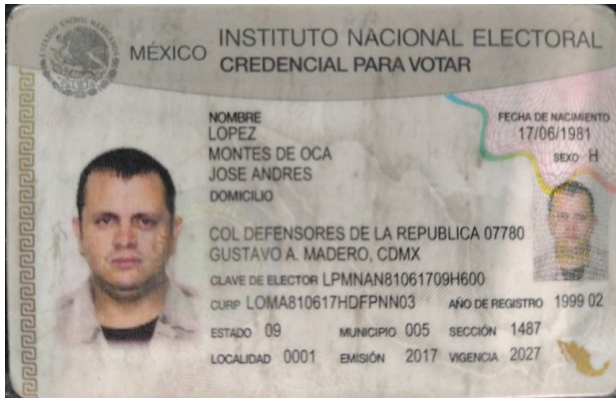 MÉXICO INSTITUTO NACIONAL ELECTORAL
CREDENCIAL PARA VOTAR
NOMBRE
LOPEZ
MONTES DE OCA
JOSE ANDRES
FECHA DE NACIMIENTO
17/06/1981
SEXO H
DOMICILIO
COL DEFENSORES DE LA REPUBLICA 07780
GUSTAVO A. MADERO, CDMX
CLAVE DE ELECTOR LPMNAN81061709H600
CURP LOMA810617HDFPNN03 AÑO DE REGISTRO 1999 02
ESTADO 09 MUNICIPIO 005 SECCIÓN 1487
LOCALIDAD 0001 EMISIÓN 2017 VIGENCIA 2027